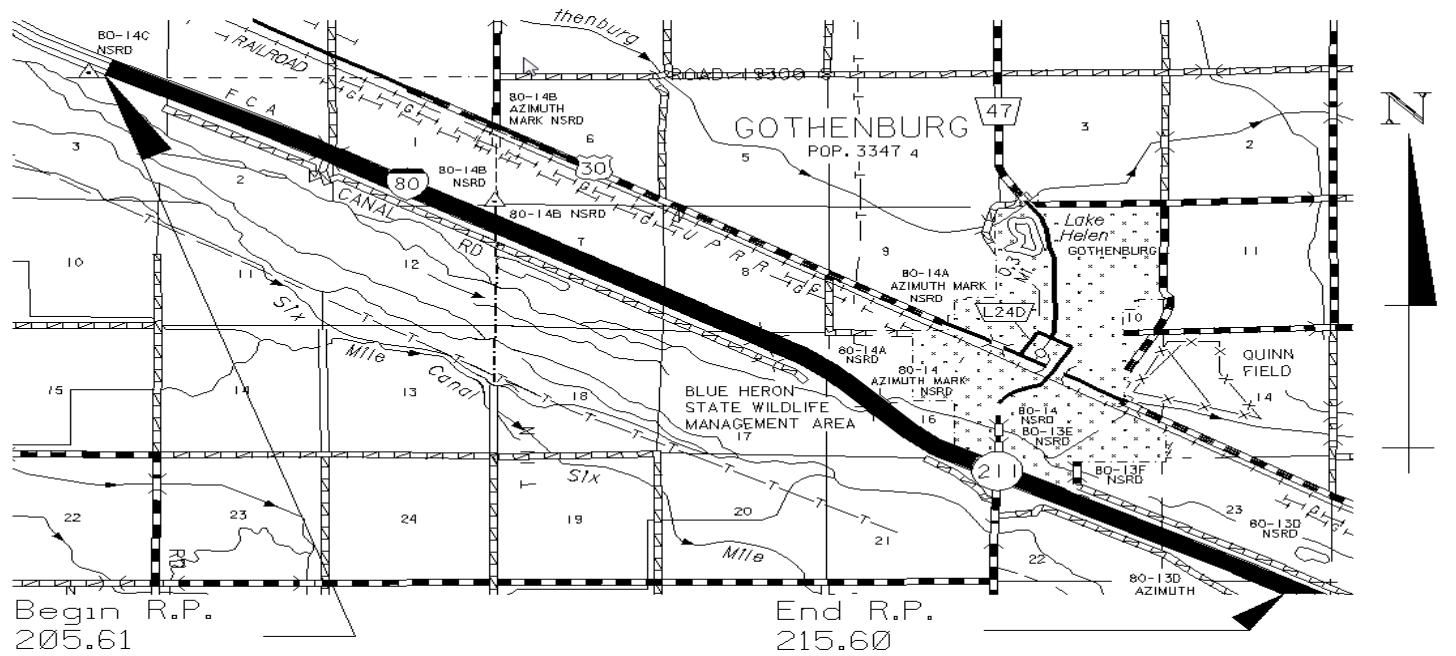 thenburg
80-14C
NSRD
RAILROAD
ROAD 19300
80-14B
AZIMUTH
MARK NSRD
F C A
47
GOTHENBURG
POP. 3347
1
6
5
4
3
2
3
2
80
80-14B
NSRD
30
CANAL
RD
80-14B NSRD
7
U P R R
Lake
Helen
GOTHENBURG
10
11
12
8
9
11
80-14A
AZIMUTH MARK
NSRD
L24D
10
Six
Mile
Canal
80-14A
NSRD
QUINN
FIELD
15
14
13
18
80-14
AZIMUTH MARK
NSRD
14
BLUE HERON
STATE WILDLIFE
MANAGEMENT AREA
17
16
80-14
NSRD
80-13E
NSRD
211
80-13F
NSRD
Six
22
23
24
19
20
21
Mile
22
23
80-13D
NSRD
80-13D
AZIMUTH
RD
N
Begin R.P.
205.61
End R.P.
215.60